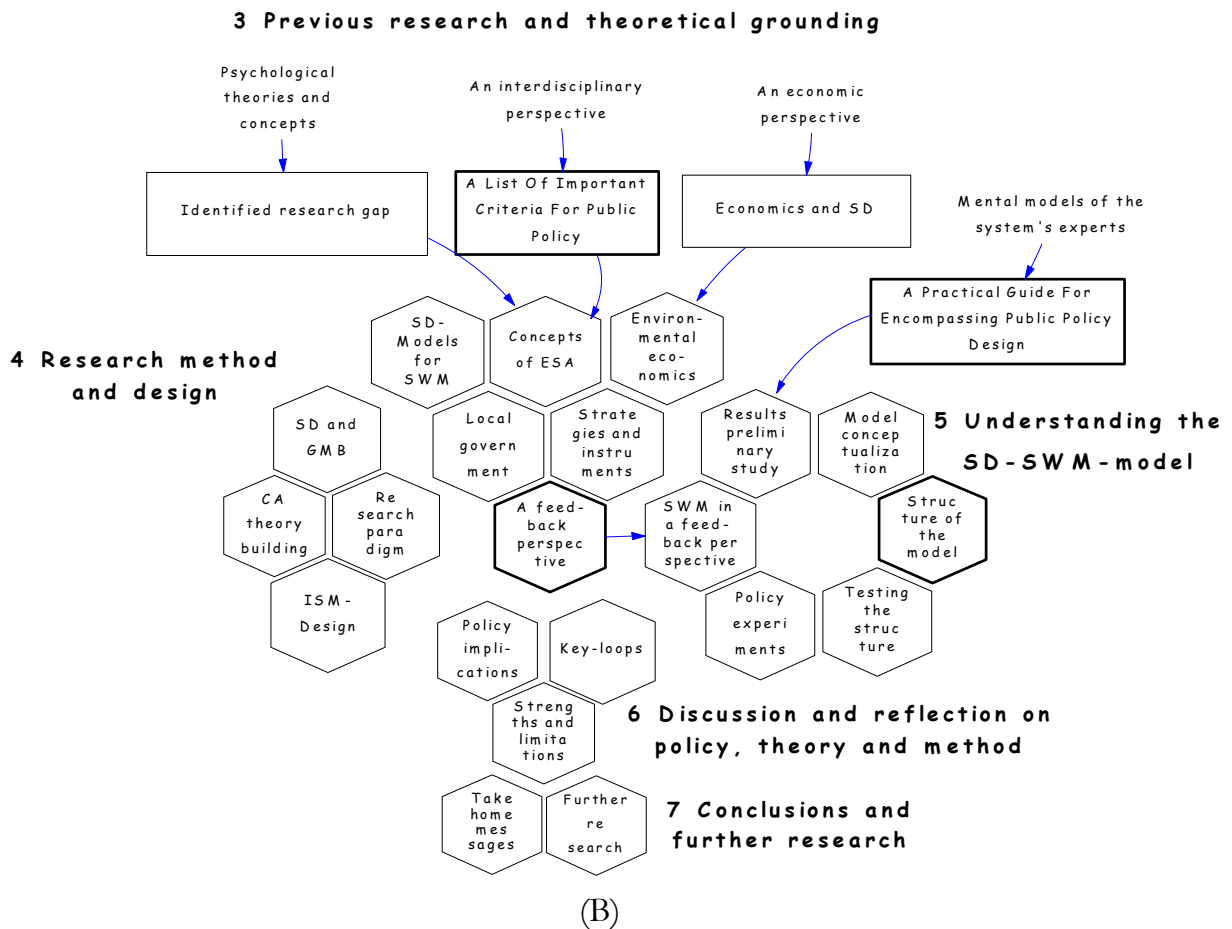 3 Previous research and theoretical grounding
Psychological
theories and
concepts
An interdisciplinary
perspective
An economic
perspective
Identified research gap
A List Of Important
Criteria For Public
Policy
Economics and SD
Mental models of the
system's experts
A Practical Guide For
Encompassing Public Policy
Design
4 Research method
and design
SD-
Models
for
SWM
Concepts
of ESA
Environ-
mental
eco-
nomics
Local
govern
ment
Strate
gies and
instru
ments
A feed-
back
perspec
tive
SD and
GMB
CA
theory
building
Re
search
para
digm
ISM-
Design
5 Understanding the
SD-SWM-model
Results
prelimi
nary
study
Model
concep
tualiza
tion
SWM in
a feed-
back per
spective
Struc
ture of
the
model
Policy
experi
ments
Testing
the
struc
ture
Policy
impli-
cations
Key-loops
Streng
ths and
limita
tions
6 Discussion and reflection on
policy, theory and method
Take
home
mes
sages
Further
re
search
7 Conclusions and
further research
(B)